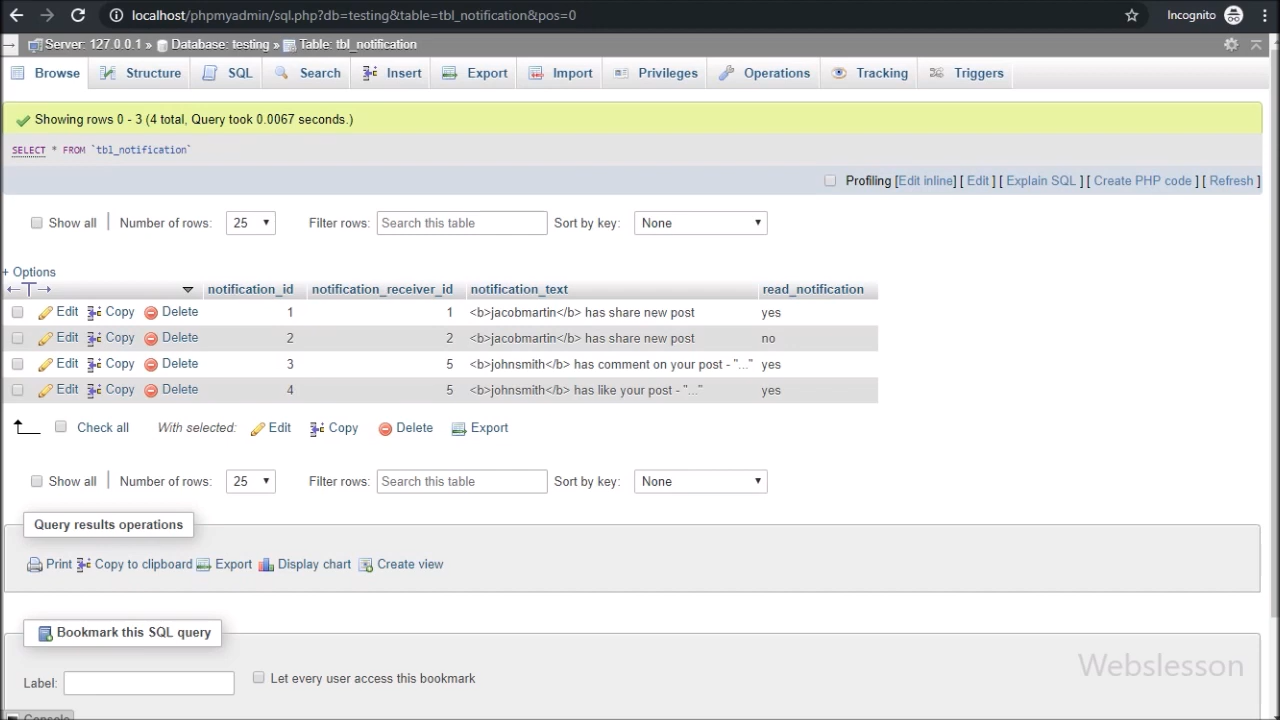 localhost/phpmyadmin/sql.php?db=testing&table=tbl_notification&pos=0 Incognito
Server: 127.0.0.1 » Database: testing » Table: tbl_notification
Browse Structure SQL Search Insert Export Import Privileges Operations Tracking Triggers
Showing rows 0 - 3 (4 total, Query took 0.0067 seconds.)
SELECT * FROM `tbl_notification`
Profiling [Edit inline] [ Edit ] [ Explain SQL ] [ Create PHP code ] [ Refresh ]
Show all Number of rows: 25 Filter rows: Search this table Sort by key: None
+ Options
←T→ notification_id notification_receiver_id notification_text read_notification
Edit Copy Delete 1 1 <b>jacobmartin</b> has share new post yes
Edit Copy Delete 2 2 <b>jacobmartin</b> has share new post no
Edit Copy Delete 3 5 <b>johnsmith</b> has comment on your post - "..." yes
Edit Copy Delete 4 5 <b>johnsmith</b> has like your post - "..." yes
Check all With selected: Edit Copy Delete Export
Show all Number of rows: 25 Filter rows: Search this table Sort by key: None
Query results operations
Print Copy to clipboard Export Display chart Create view
Bookmark this SQL query
Label: Let every user access this bookmark
Webslesson
Console